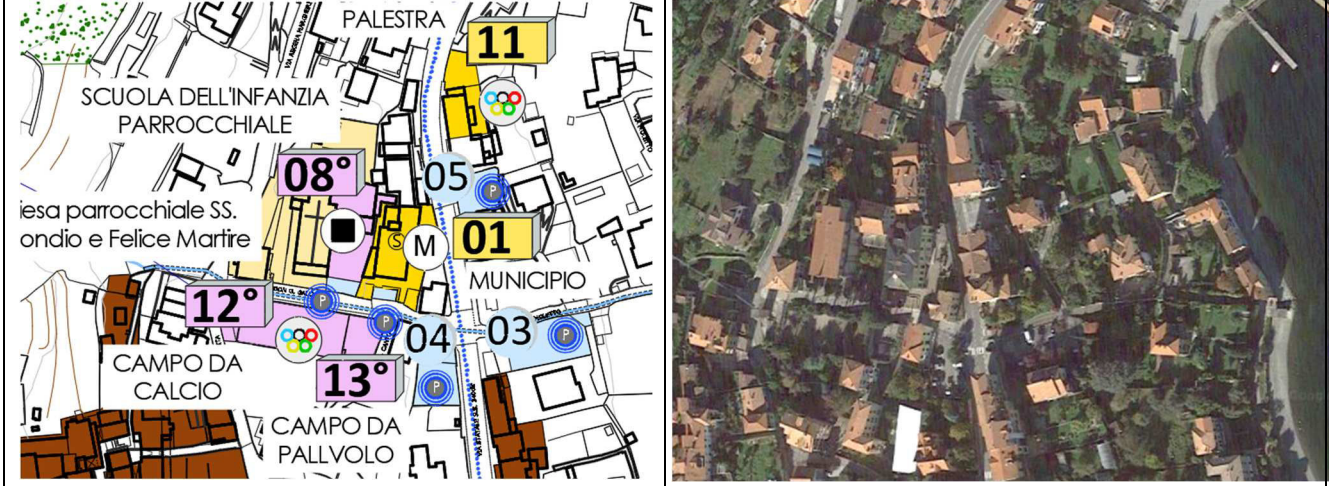 PALESTRA
11
SCUOLA DELL'INFANZIA
PARROCCHIALE
08°
05
P
iesa parrocchiale SS.
ondio e Felice Martire
S
M
01
MUNICIPIO
12°
P
P
04
03
P
CAMPO DA
CALCIO
13°
P
CAMPO DA
PALLVOLO